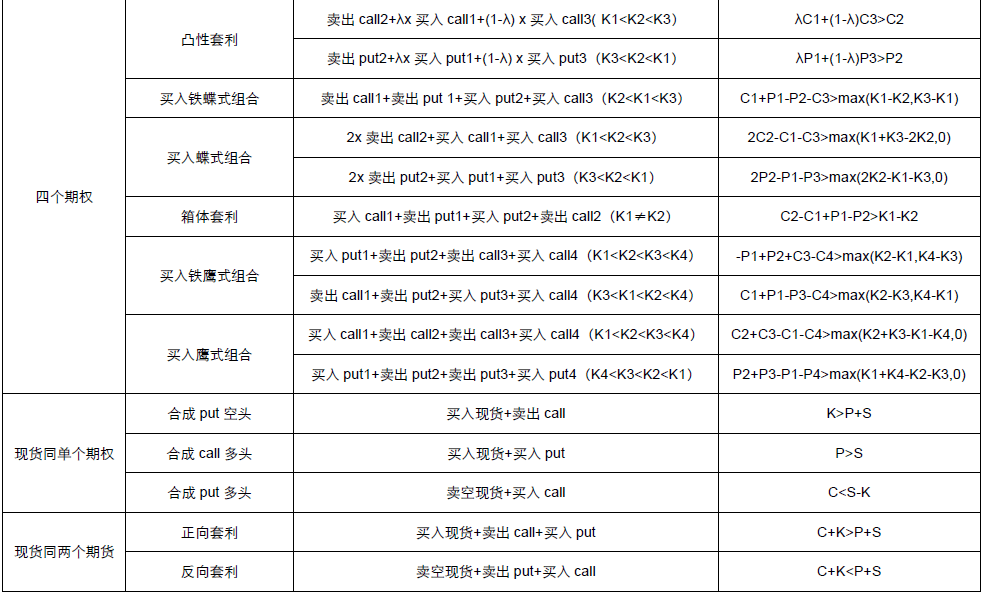 四个期权
凸性套利
卖出 call2+λx 买入 call1+(1-λ) x 买入 call3( K1<K2<K3）
λC1+(1-λ)C3>C2
卖出 put2+λx 买入 put1+(1-λ) x 买入 put3（K3<K2<K1）
λP1+(1-λ)P3>P2
买入铁蝶式组合
卖出 call1+卖出 put 1+买入 put2+买入 call3（K2<K1<K3）
C1+P1-P2-C3>max(K1-K2,K3-K1)
买入蝶式组合
2x 卖出 call2+买入 call1+买入 call3（K1<K2<K3）
2C2-C1-C3>max(K1+K3-2K2,0)
2x 卖出 put2+买入 put1+买入 put3（K3<K2<K1）
2P2-P1-P3>max(2K2-K1-K3,0)
箱体套利
买入 call1+卖出 put1+买入 put2+卖出 call2（K1≠K2）
C2-C1+P1-P2>K1-K2
买入铁鹰式组合
买入 put1+卖出 put2+卖出 call3+买入 call4（K1<K2<K3<K4）
-P1+P2+C3-C4>max(K2-K1,K4-K3)
卖出 call1+卖出 put2+买入 put3+买入 call4（K3<K1<K2<K4）
C1+P1-P3-C4>max(K2-K3,K4-K1)
买入鹰式组合
买入 call1+卖出 call2+卖出 call3+买入 call4（K1<K2<K3<K4）
C2+C3-C1-C4>max(K2+K3-K1-K4,0)
买入 put1+卖出 put2+卖出 put3+买入 put4（K4<K3<K2<K1）
P2+P3-P1-P4>max(K1+K4-K2-K3,0)
现货同单个期权
合成 put 空头
买入现货+卖出 call
K>P+S
合成 call 多头
买入现货+买入 put
P>S
合成 put 多头
卖空现货+买入 call
C<S-K
现货同两个期货
正向套利
买入现货+卖出 call+买入 put
C+K>P+S
反向套利
卖空现货+卖出 put+买入 call
C+K<P+S